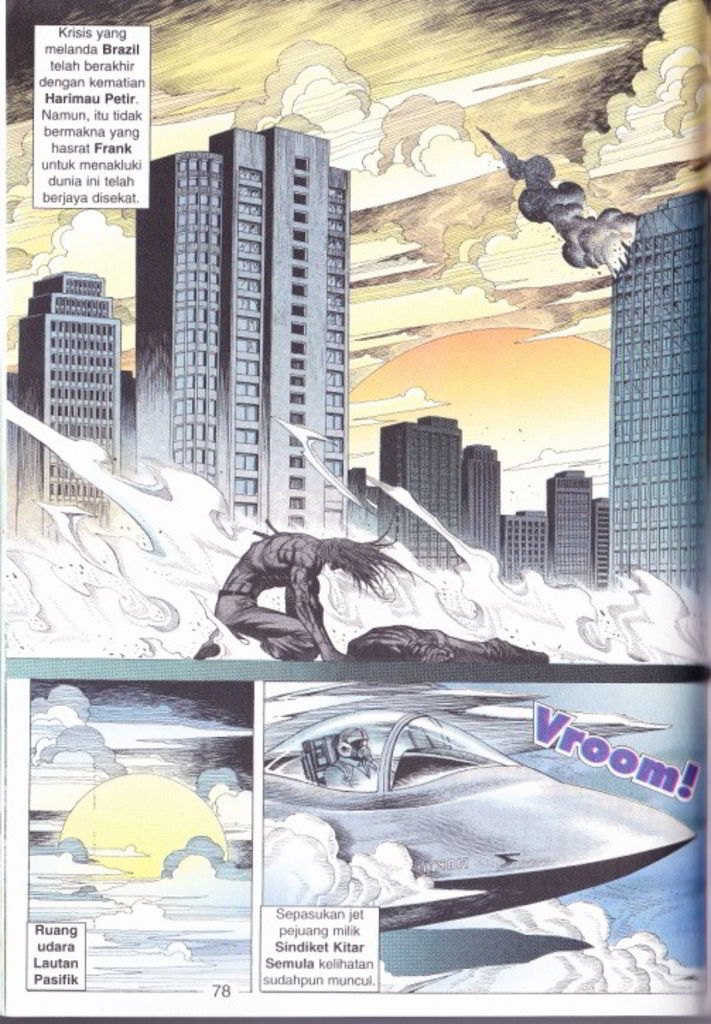 Krisis yang
melanda Brazil
telah berakhir
dengan kematian
Harimau Petir.
Namun, itu tidak
bermakna yang
hasrat Frank
untuk menakluki
dunia ini telah
berjaya disekat.
Vroom!
Ruang
udara
Lautan
Pasifik
Sepasukan jet
pejuang milik
Sindiket Kitar
Semula kelihatan
sudahpun muncul.
78